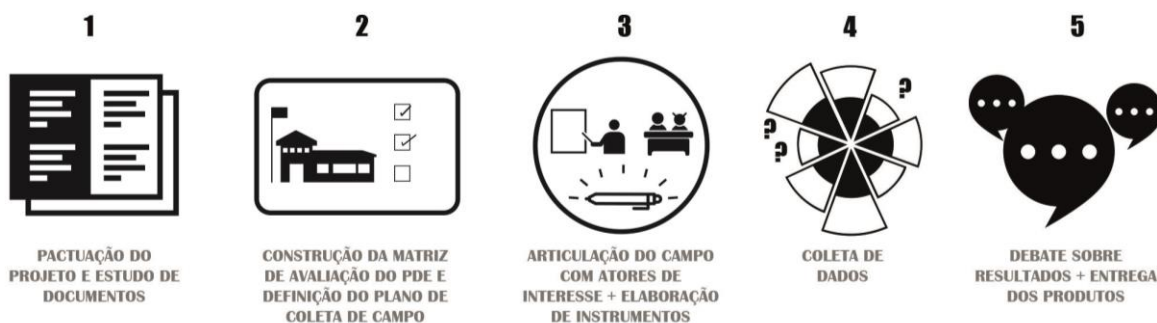 1
PACTUAÇÃO DO
PROJETO E ESTUDO DE
DOCUMENTOS
2
CONSTRUÇÃO DA MATRIZ
DE AVALIAÇÃO DO PDE E
DEFINIÇÃO DO PLANO DE
COLETA DE CAMPO
3
ARTICULAÇÃO DO CAMPO
COM ATORES DE
INTERESSE + ELABORAÇÃO
DE INSTRUMENTOS
4
?
?
?
COLETA DE
DADOS
5
DEBATE SOBRE
RESULTADOS + ENTREGA
DOS PRODUTOS